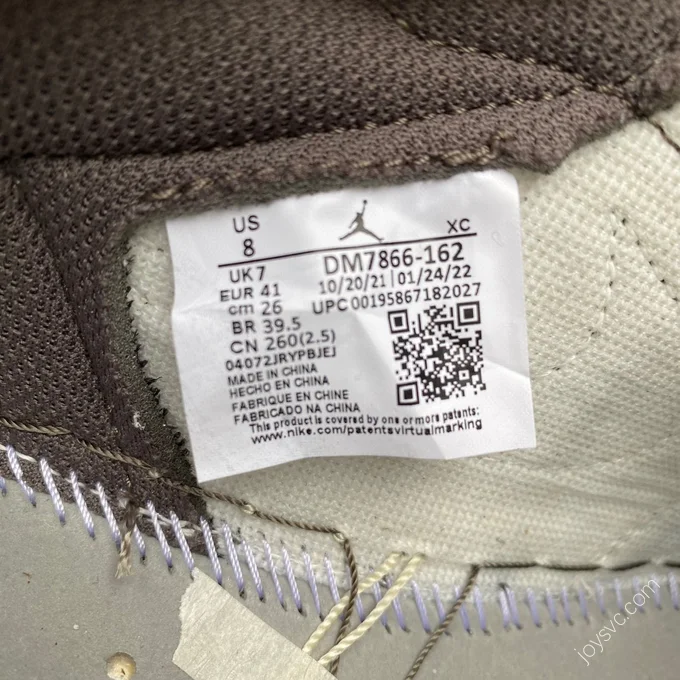 US
8
XC
UK 7
DM7866-162
EUR 41
10/20/21 | 01/24/22
cm 26
UPC 00195867182027
BR 39.5
CN 260(2.5)
04072JRYPBJEJ
MADE IN CHINA
HECHO EN CHINA
FABRIQUE EN CHINE
FABRICADO NA CHINA
This product is covered by one or more patents:
www.nike.com/patentsvirtualmarking
joysvc.com